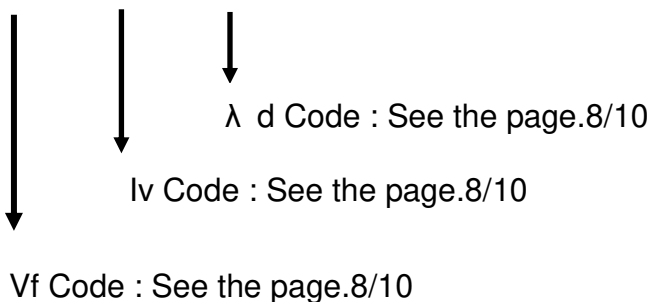 λ d Code : See the page.8/10
Iv Code : See the page.8/10
Vf Code : See the page.8/10